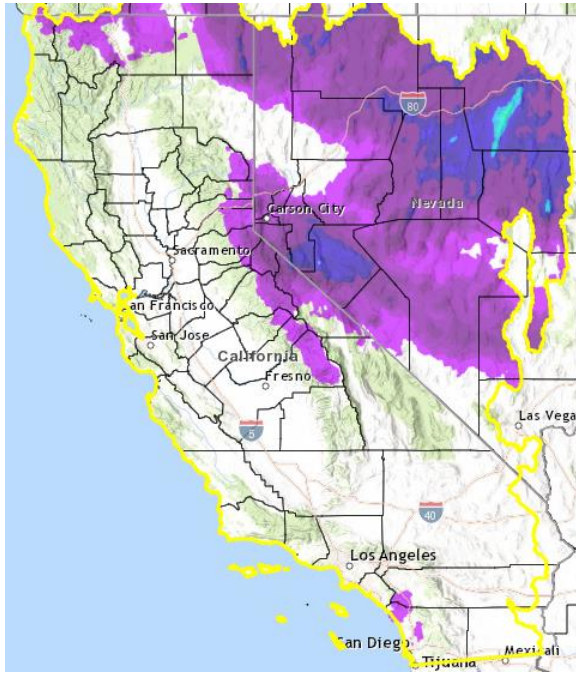 80
Nevada
Carson City
Sacramento
an Francisco
San Jose
California
Fresno
5
Las Vega
40
Los Angeles
San Diego
Mexicali
Tijuana